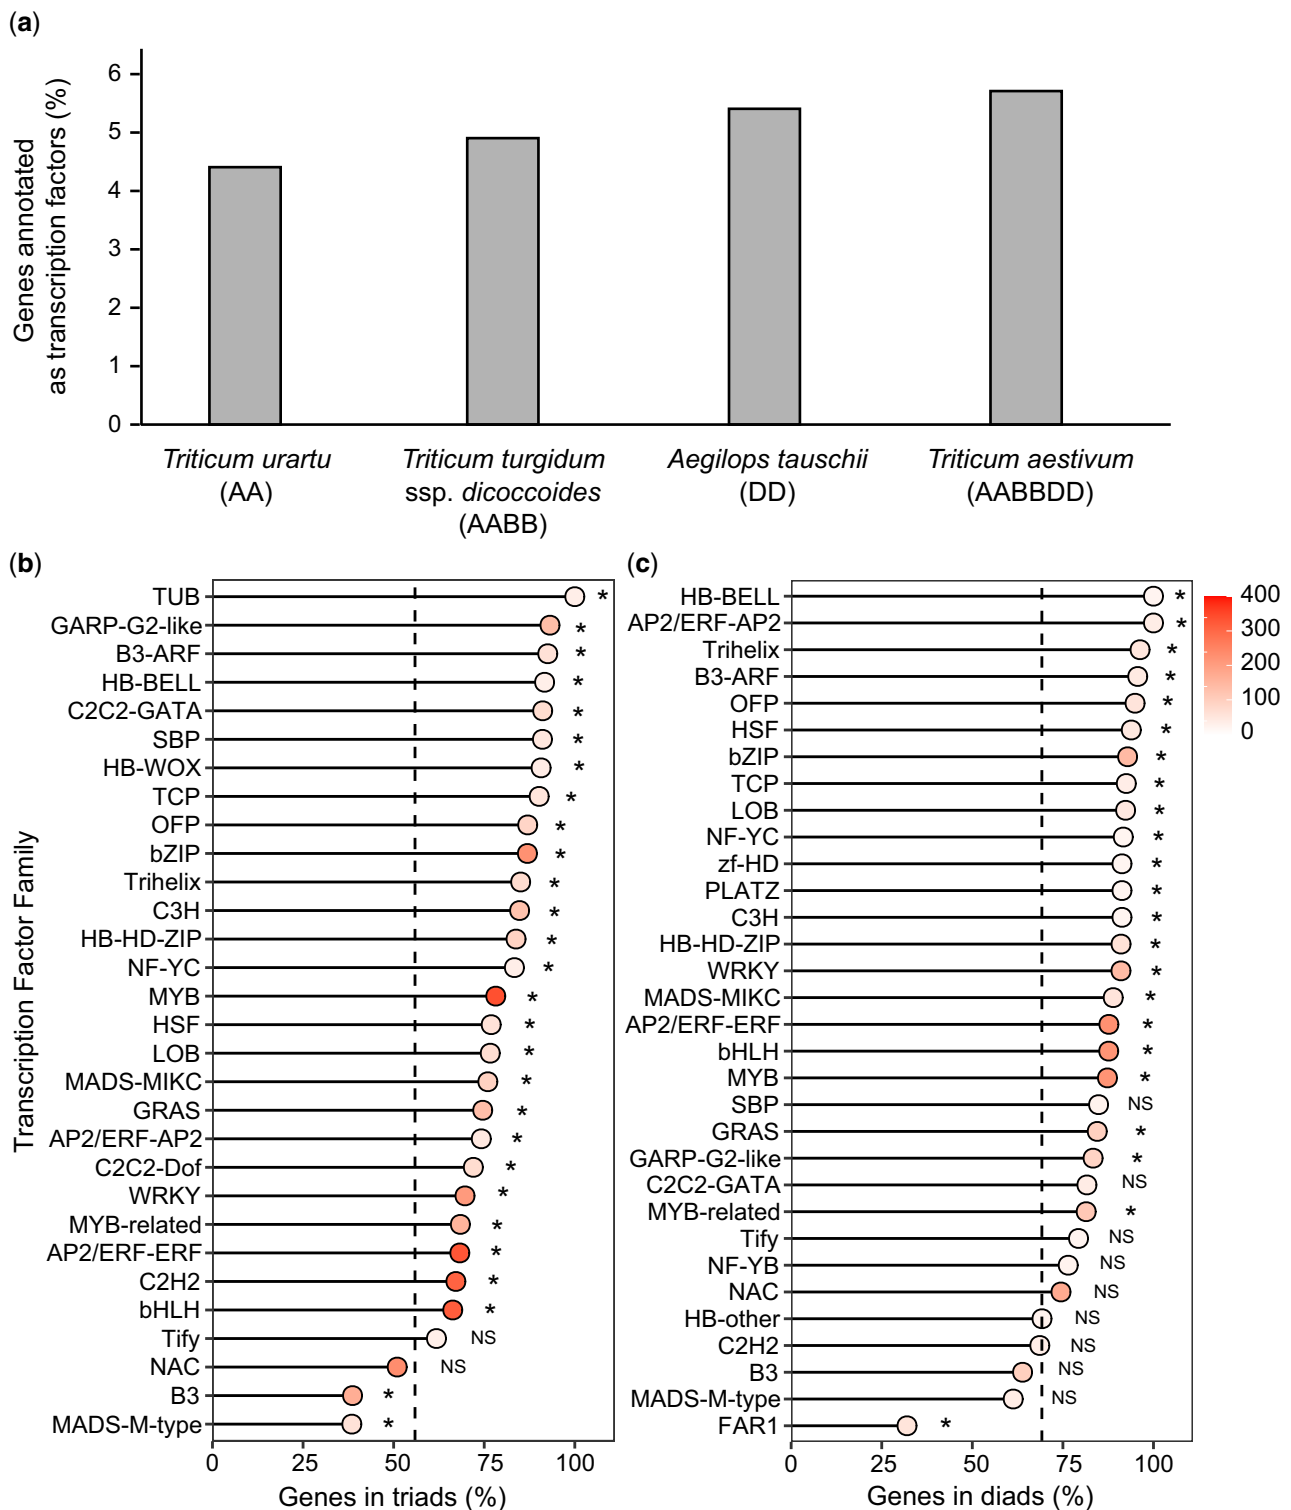 (a)
Genes annotated
as transcription factors (%)
6
5
4
3
2
1
0
Triticum urartu
(AA)
Triticum turgidum
ssp. dicoccoides
(AABB)
Aegilops tauschii
(DD)
Triticum aestivum
(AABBDD)
(b)
Transcription Factor Family
TUB *
GARP-G2-like *
B3-ARF *
HB-BELL *
C2C2-GATA *
SBP *
HB-WOX *
TCP *
OFP *
bZIP *
Trihelix *
C3H *
HB-HD-ZIP *
NF-YC *
MYB *
HSF *
LOB *
MADS-MIKC *
GRAS *
AP2/ERF-AP2 *
C2C2-Dof *
WRKY *
MYB-related *
AP2/ERF-ERF *
C2H2 *
bHLH *
Tify NS
NAC NS
B3 *
MADS-M-type *
0 25 50 75 100
Genes in triads (%)
(c)
HB-BELL *
AP2/ERF-AP2 *
Trihelix *
B3-ARF *
OFP *
HSF *
bZIP *
TCP *
LOB *
NF-YC *
zf-HD *
PLATZ *
C3H *
HB-HD-ZIP *
WRKY *
MADS-MIKC *
AP2/ERF-ERF *
bHLH *
MYB *
SBP NS
GRAS *
GARP-G2-like *
C2C2-GATA NS
MYB-related *
Tify NS
NF-YB NS
NAC NS
HB-other NS
C2H2 NS
B3 NS
MADS-M-type NS
FAR1 *
0 25 50 75 100
Genes in diads (%)
400
300
200
100
0